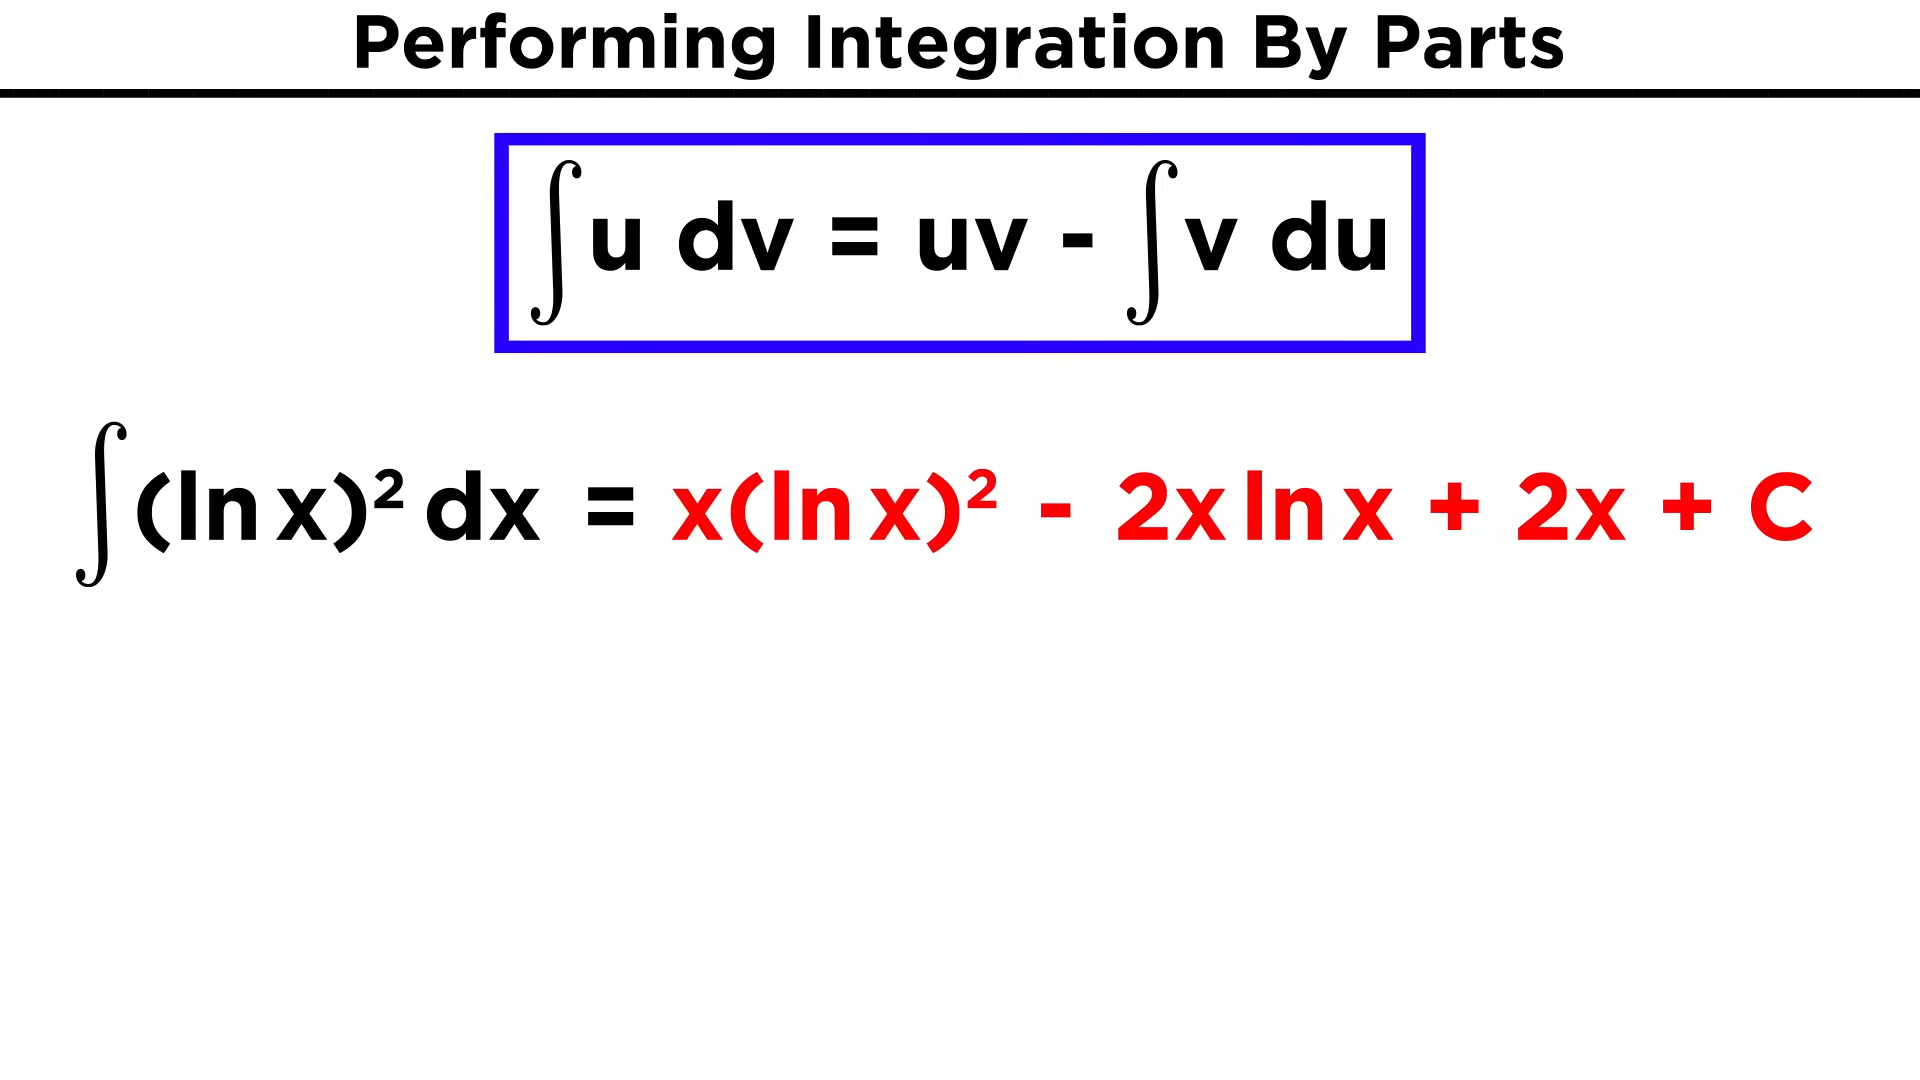 Performing Integration By Parts
∫u dv = uv - ∫v du
∫(ln x)² dx = x(ln x)² - 2x ln x + 2x + C